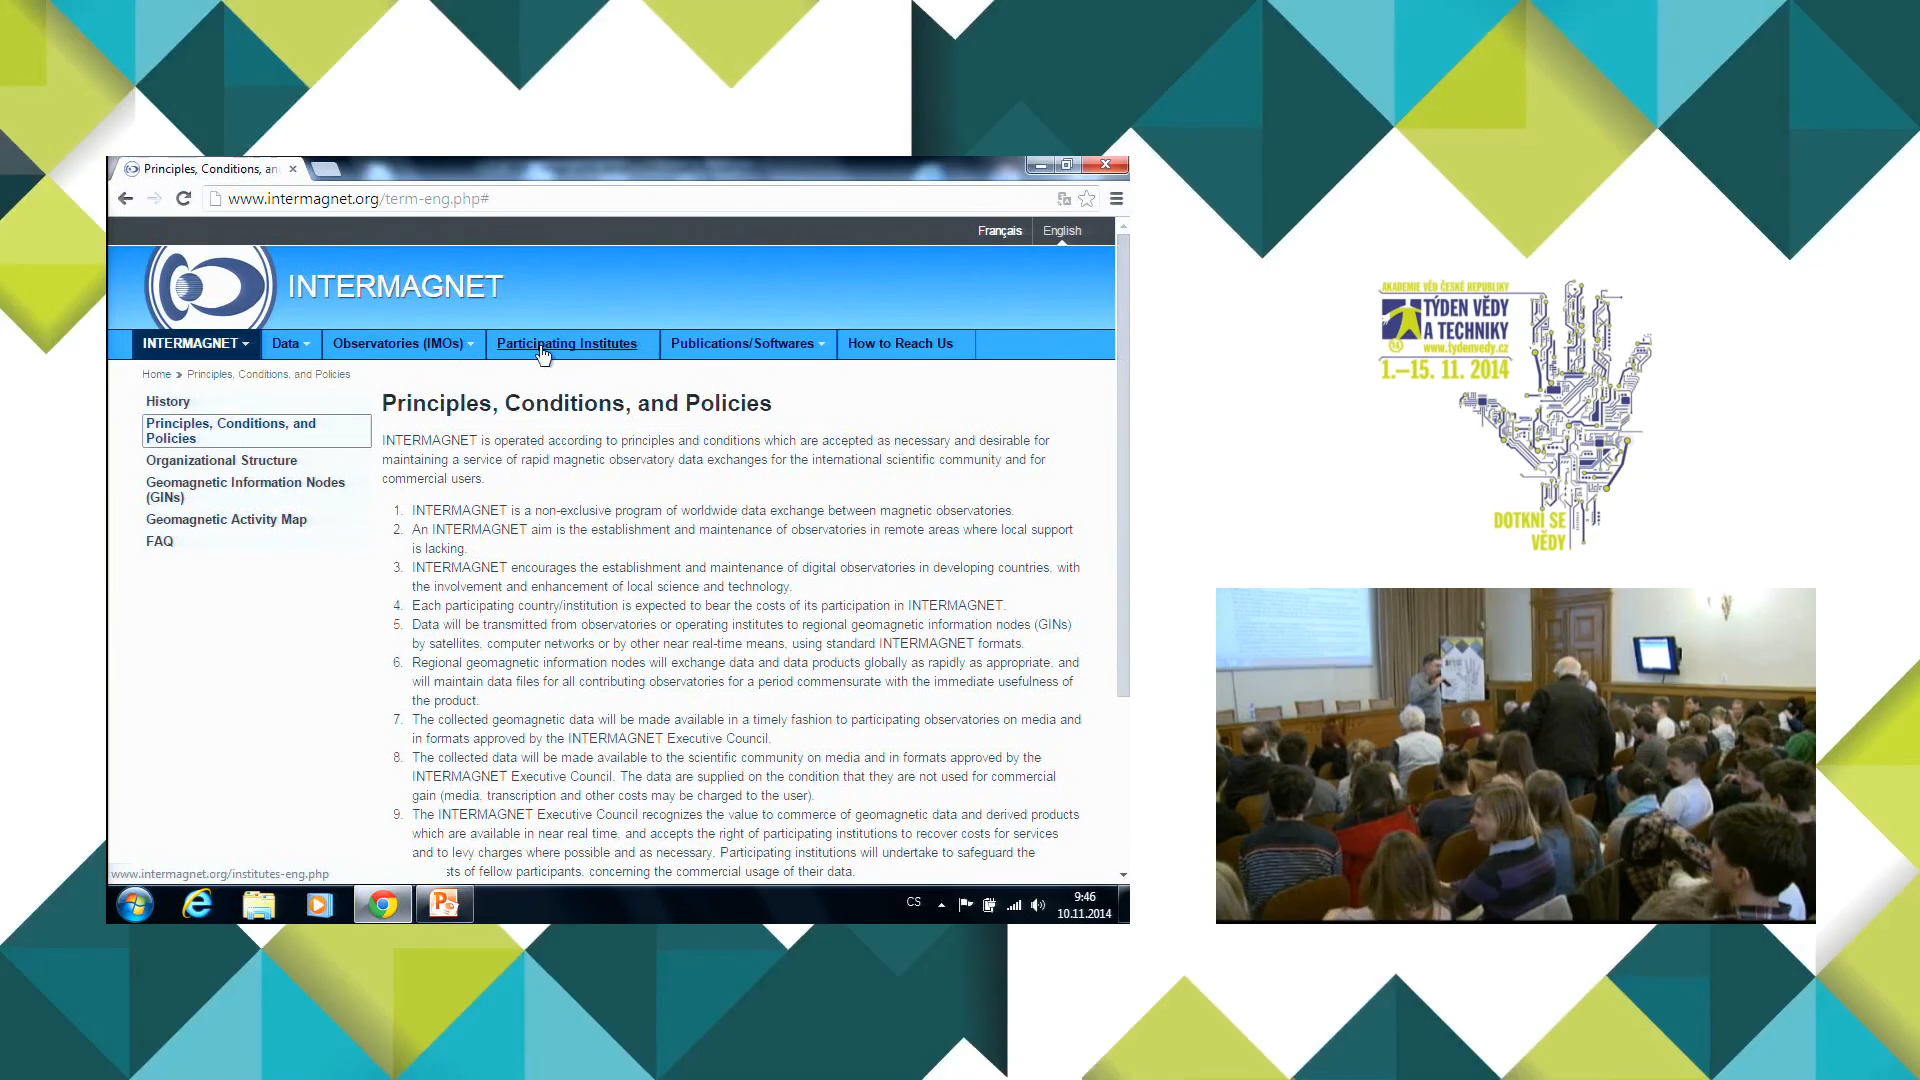 Principles, Conditions, an
www.intermagnet.org/term-eng.php#
Français English
INTERMAGNET
INTERMAGNET Data Observatories (IMOs) Participating Institutes Publications/Softwares How to Reach Us
Home » Principles, Conditions, and Policies
History
Principles, Conditions, and
Policies
Organizational Structure
Geomagnetic Information Nodes
(GINs)
Geomagnetic Activity Map
FAQ
Principles, Conditions, and Policies
INTERMAGNET is operated according to principles and conditions which are accepted as necessary and desirable for
maintaining a service of rapid magnetic observatory data exchanges for the international scientific community and for
commercial users.
1. INTERMAGNET is a non-exclusive program of worldwide data exchange between magnetic observatories.
2. An INTERMAGNET aim is the establishment and maintenance of observatories in remote areas where local support
is lacking.
3. INTERMAGNET encourages the establishment and maintenance of digital observatories in developing countries, with
the involvement and enhancement of local science and technology.
4. Each participating country/institution is expected to bear the costs of its participation in INTERMAGNET.
5. Data will be transmitted from observatories or operating institutes to regional geomagnetic information nodes (GINs)
by satellites, computer networks or by other near real-time means, using standard INTERMAGNET formats.
6. Regional geomagnetic information nodes will exchange data and data products globally as rapidly as appropriate, and
will maintain data files for all contributing observatories for a period commensurate with the immediate usefulness of
the product.
7. The collected geomagnetic data will be made available in a timely fashion to participating observatories on media and
in formats approved by the INTERMAGNET Executive Council.
8. The collected data will be made available to the scientific community on media and in formats approved by the
INTERMAGNET Executive Council. The data are supplied on the condition that they are not used for commercial
gain (media, transcription and other costs may be charged to the user).
9. The INTERMAGNET Executive Council recognizes the value to commerce of geomagnetic data and derived products
which are available in near real time, and accepts the right of participating institutions to recover costs for services
and to levy charges where possible and as necessary. Participating institutions will undertake to safeguard the
sts of fellow participants, concerning the commercial usage of their data.
www.intermagnet.org/institutes-eng.php
CS
9:46
10.11.2014
AKADEMIE VĚD ČESKÉ REPUBLIKY
TÝDEN VĚDY
A TECHNIKY
www.tydenvedy.cz
1.–15. 11. 2014
DOTKNI SE
VĚDY